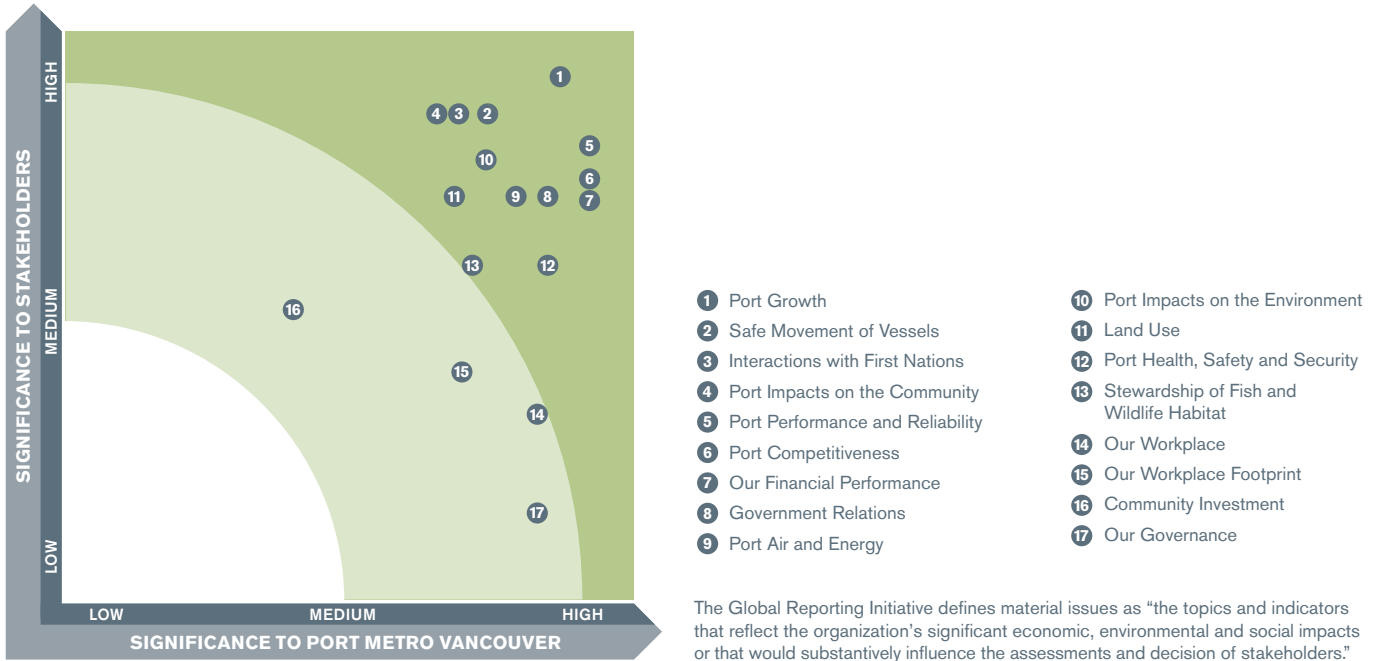 SIGNIFICANCE TO STAKEHOLDERS
HIGH
MEDIUM
LOW
1
4 3 2
5
10
6
11 9 8 7
13 12
16
15
14
17
LOW MEDIUM HIGH
SIGNIFICANCE TO PORT METRO VANCOUVER
1 Port Growth
2 Safe Movement of Vessels
3 Interactions with First Nations
4 Port Impacts on the Community
5 Port Performance and Reliability
6 Port Competitiveness
7 Our Financial Performance
8 Government Relations
9 Port Air and Energy
10 Port Impacts on the Environment
11 Land Use
12 Port Health, Safety and Security
13 Stewardship of Fish and
Wildlife Habitat
14 Our Workplace
15 Our Workplace Footprint
16 Community Investment
17 Our Governance
The Global Reporting Initiative defines material issues as “the topics and indicators
that reflect the organization’s significant economic, environmental and social impacts
or that would substantively influence the assessments and decision of stakeholders.”